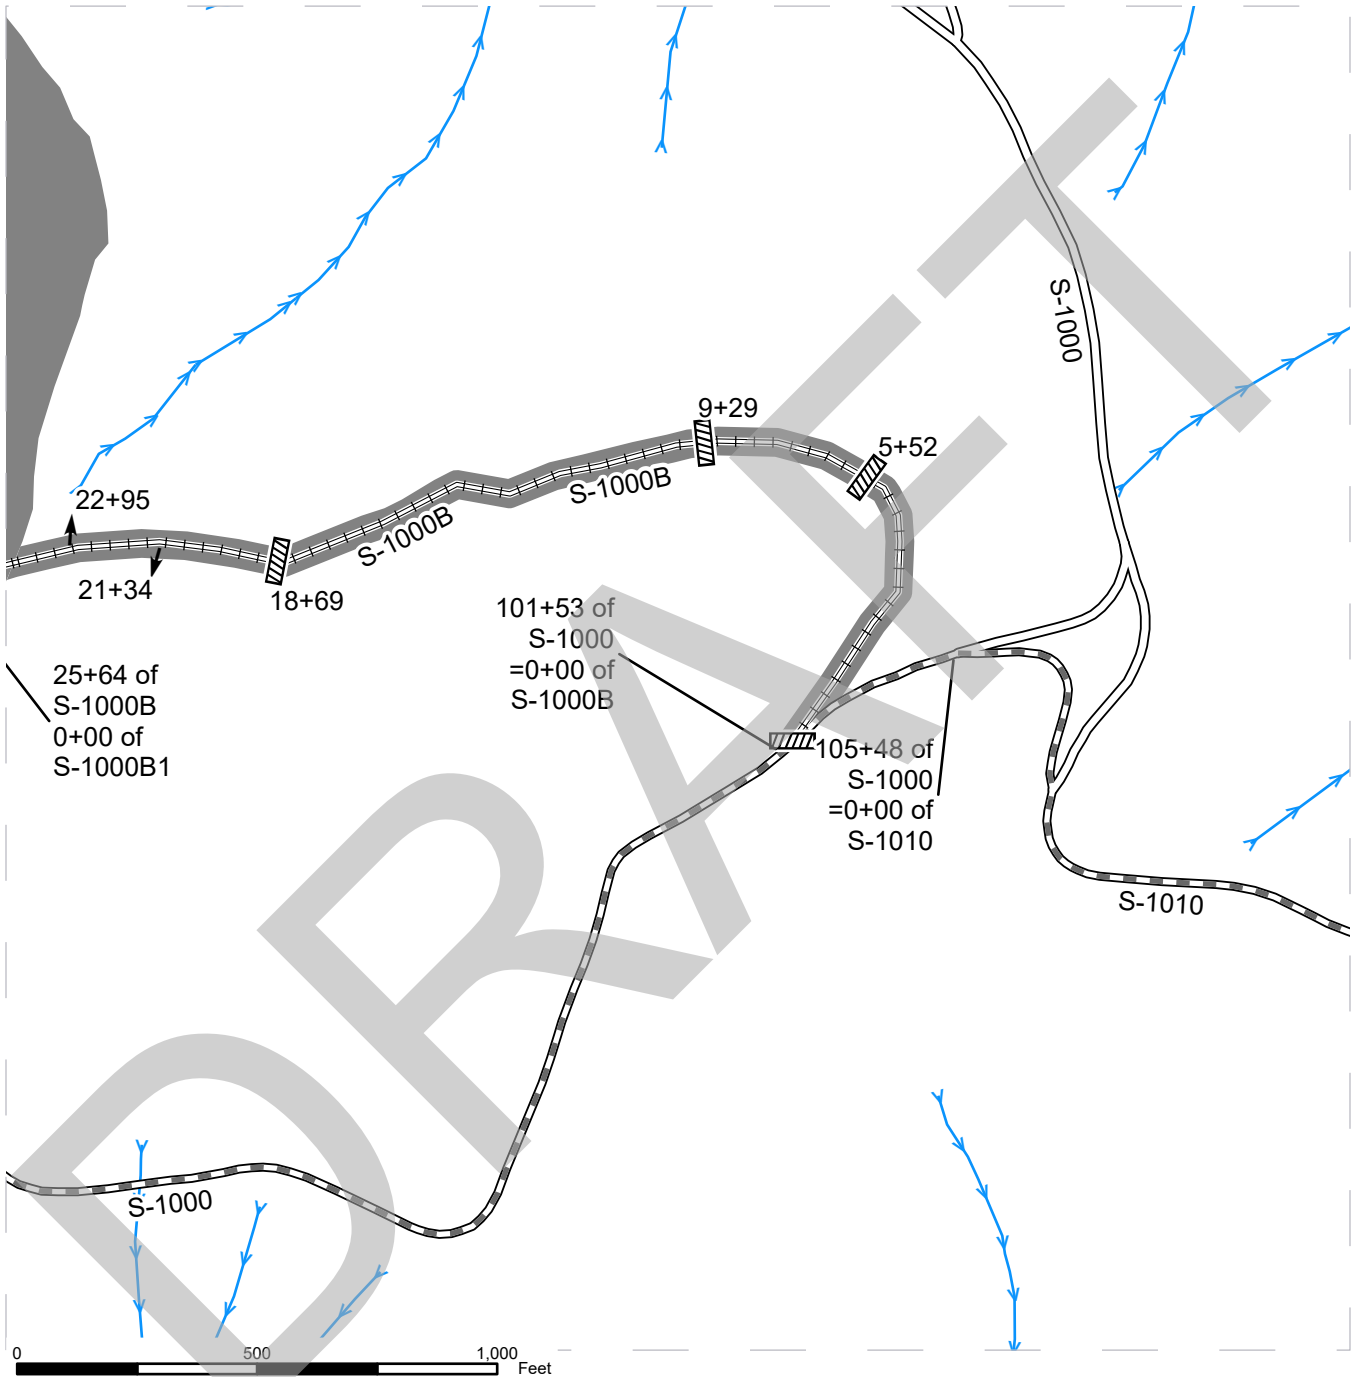 S-1000
9+29
5+52
S-1000B
22+95
S-1000B
21+34
18+69
101+53 of
S-1000
=0+00 of
S-1000B
25+64 of
S-1000B
0+00 of
S-1000B1
105+48 of
S-1000
=0+00 of
S-1010
S-1010
S-1000
DRAFT
0 500 1,000
Feet